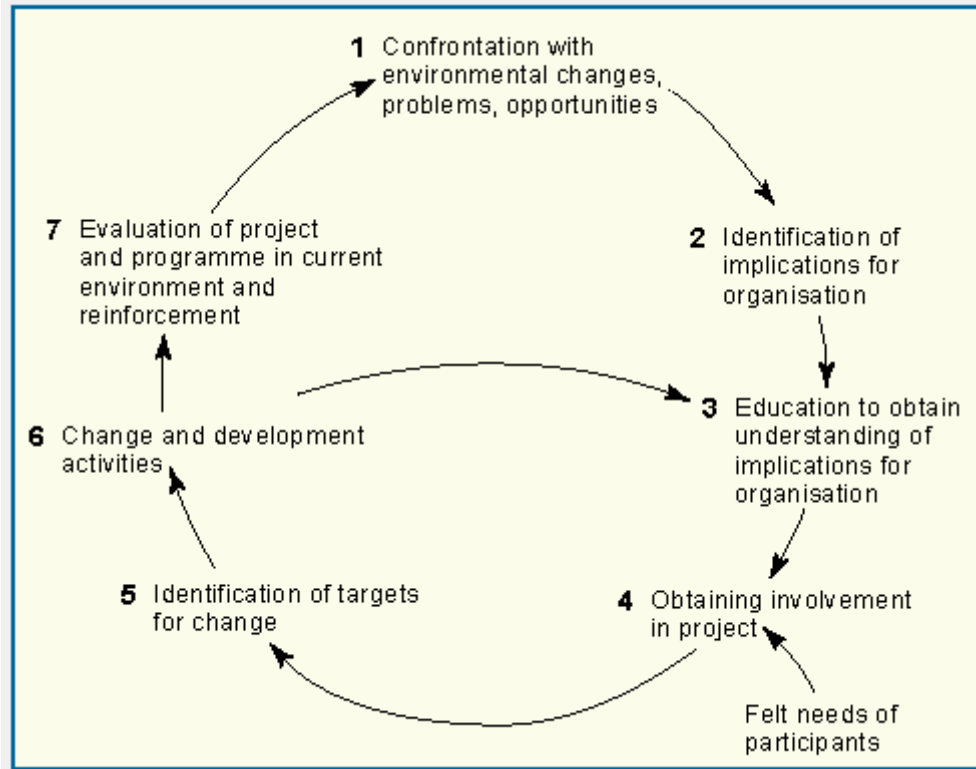 1 Confrontation with
environmental changes,
problems, opportunities
2 Identification of
implications for
organisation
3 Education to obtain
understanding of
implications for
organisation
4 Obtaining involvement
in project
Felt needs of
participants
5 Identification of targets
for change
6 Change and development
activities
7 Evaluation of project
and programme in current
environment and
reinforcement